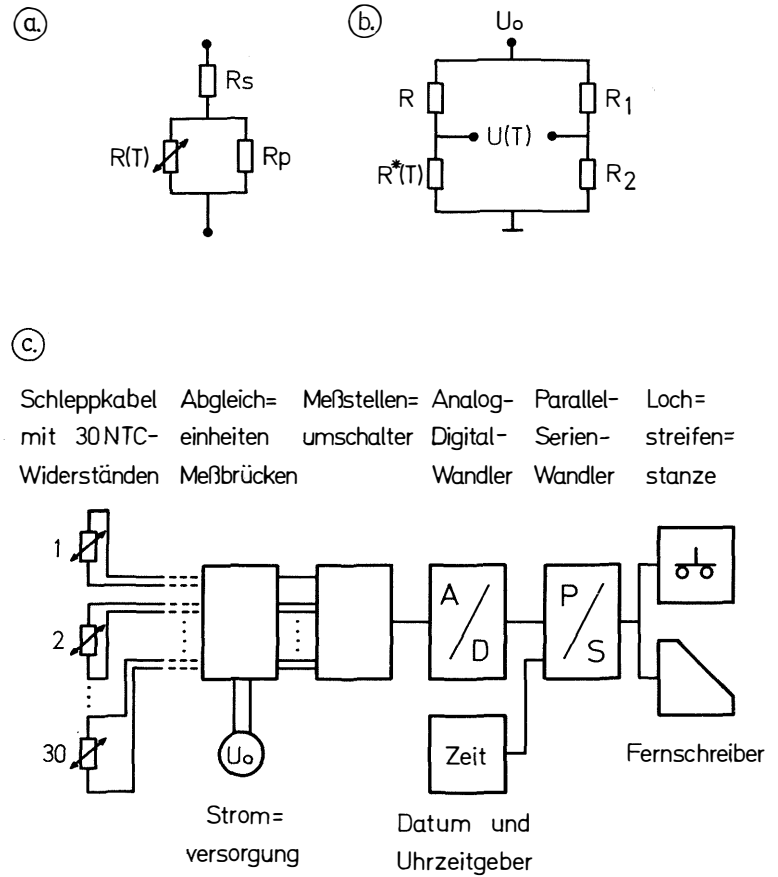 a.
Rs
R(T)
Rp
b.
Uo
R
R1
U(T)
R*(T)
R2
c.
Schleppkabel
mit 30 NTC-
Widerständen
Abgleich=
einheiten
Meßbrücken
Meßstellen=
umschalter
Analog-
Digital-
Wandler
Parallel-
Serien-
Wandler
Loch=
streifen=
stanze
1
2
30
A/D
P/S
Uo
Zeit
Fernschreiber
Strom=
versorgung
Datum und
Uhrzeitgeber